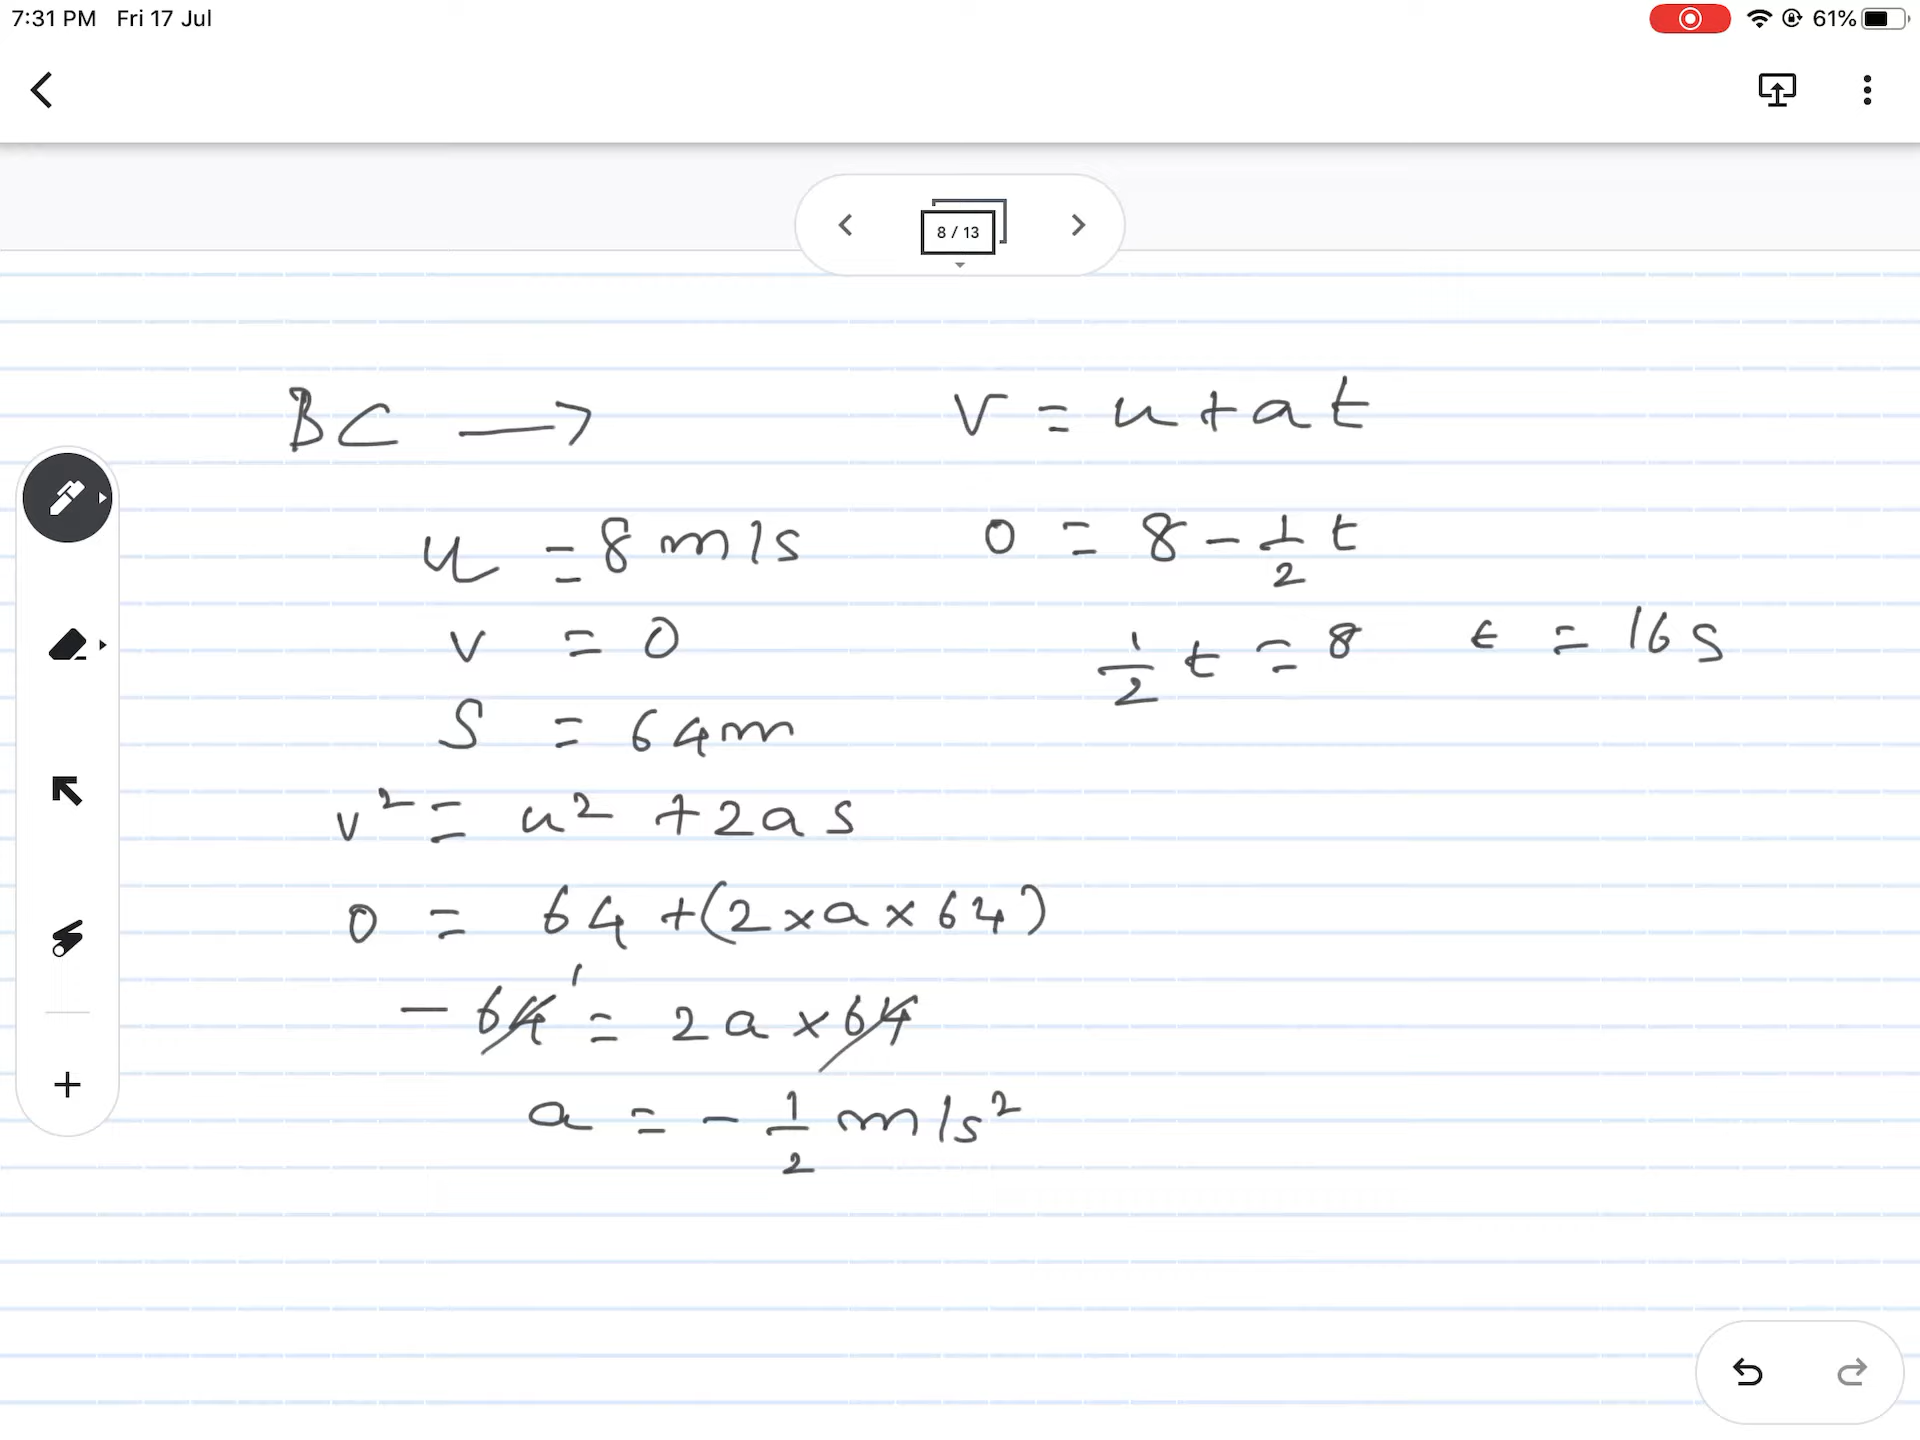 7:31 PM Fri 17 Jul 61%
8 / 13
BC ⟶
u = 8 m/s
v = 0
S = 64m
v² = u² + 2as
0 = 64 + (2 × a × 64)
- 64 ' = 2a × 64
a = - 1/2 m/s²
V = u + at
0 = 8 - 1/2 t
1/2 t = 8 t = 16 s